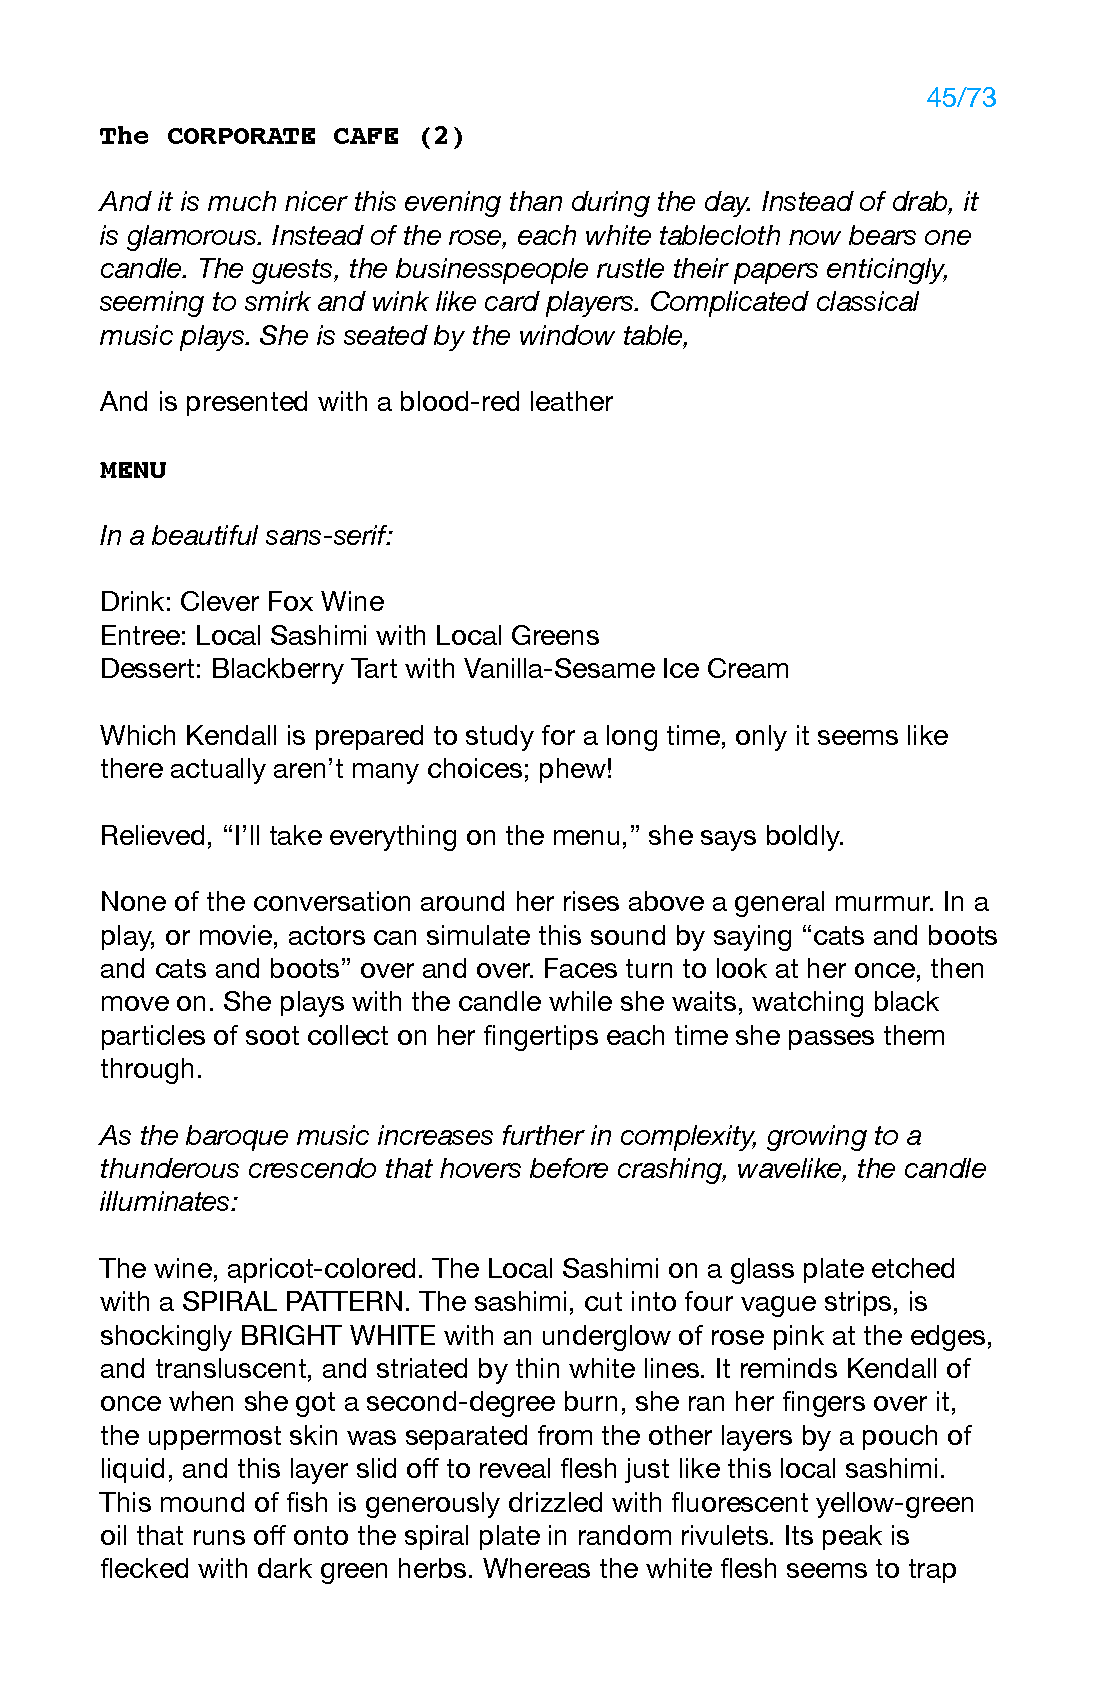 45/73
The CORPORATE CAFE (2)
And it is much nicer this evening than during the day. Instead of drab, it
is glamorous. Instead of the rose, each white tablecloth now bears one
candle. The guests, the businesspeople rustle their papers enticingly,
seeming to smirk and wink like card players. Complicated classical
music plays. She is seated by the window table,
And is presented with a blood-red leather
MENU
In a beautiful sans-serif:
Drink: Clever Fox Wine
Entree: Local Sashimi with Local Greens
Dessert: Blackberry Tart with Vanilla-Sesame Ice Cream
Which Kendall is prepared to study for a long time, only it seems like
there actually aren’t many choices; phew!
Relieved, “I’ll take everything on the menu,” she says boldly.
None of the conversation around her rises above a general murmur. In a
play, or movie, actors can simulate this sound by saying “cats and boots
and cats and boots” over and over. Faces turn to look at her once, then
move on. She plays with the candle while she waits, watching black
particles of soot collect on her fingertips each time she passes them
through.
As the baroque music increases further in complexity, growing to a
thunderous crescendo that hovers before crashing, wavelike, the candle
illuminates:
The wine, apricot-colored. The Local Sashimi on a glass plate etched
with a SPIRAL PATTERN. The sashimi, cut into four vague strips, is
shockingly BRIGHT WHITE with an underglow of rose pink at the edges,
and transluscent, and striated by thin white lines. It reminds Kendall of
once when she got a second-degree burn, she ran her fingers over it,
the uppermost skin was separated from the other layers by a pouch of
liquid, and this layer slid off to reveal flesh just like this local sashimi.
This mound of fish is generously drizzled with fluorescent yellow-green
oil that runs off onto the spiral plate in random rivulets. Its peak is
flecked with dark green herbs. Whereas the white flesh seems to trap